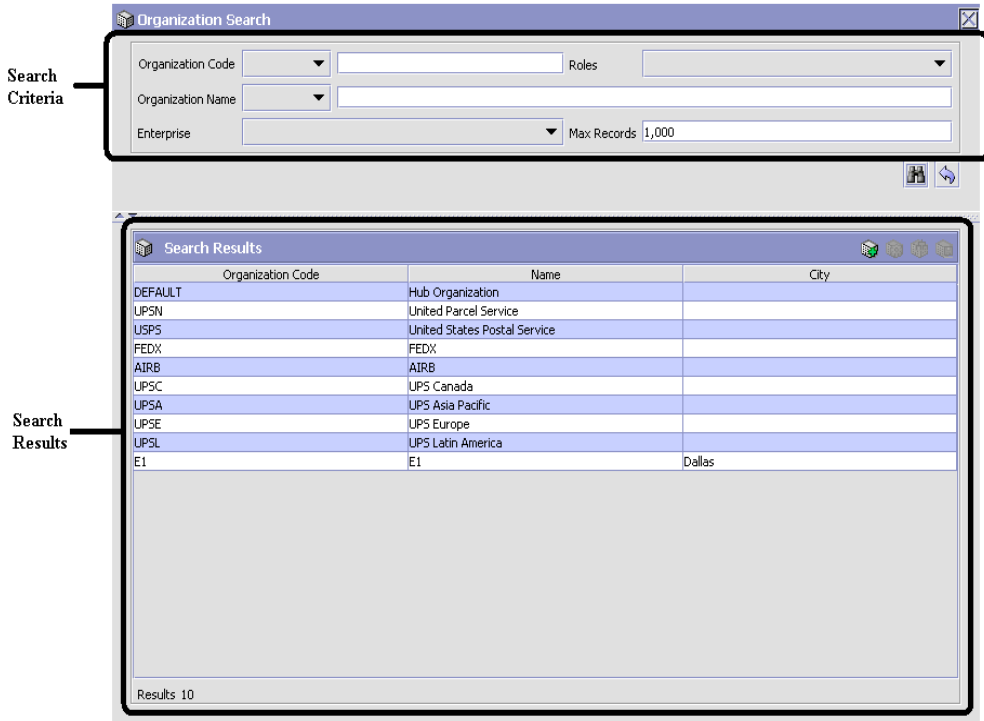 Organization Search
Search
Criteria
Organization Code Roles
Organization Name
Enterprise Max Records 1,000
Search Results
Organization Code Name City
DEFAULT Hub Organization
UPSN United Parcel Service
USPS United States Postal Service
FEDX FEDX
AIRB AIRB
UPSC UPS Canada
UPSA UPS Asia Pacific
UPSE UPS Europe
UPSL UPS Latin America
E1 E1 Dallas
Search
Results
Results 10